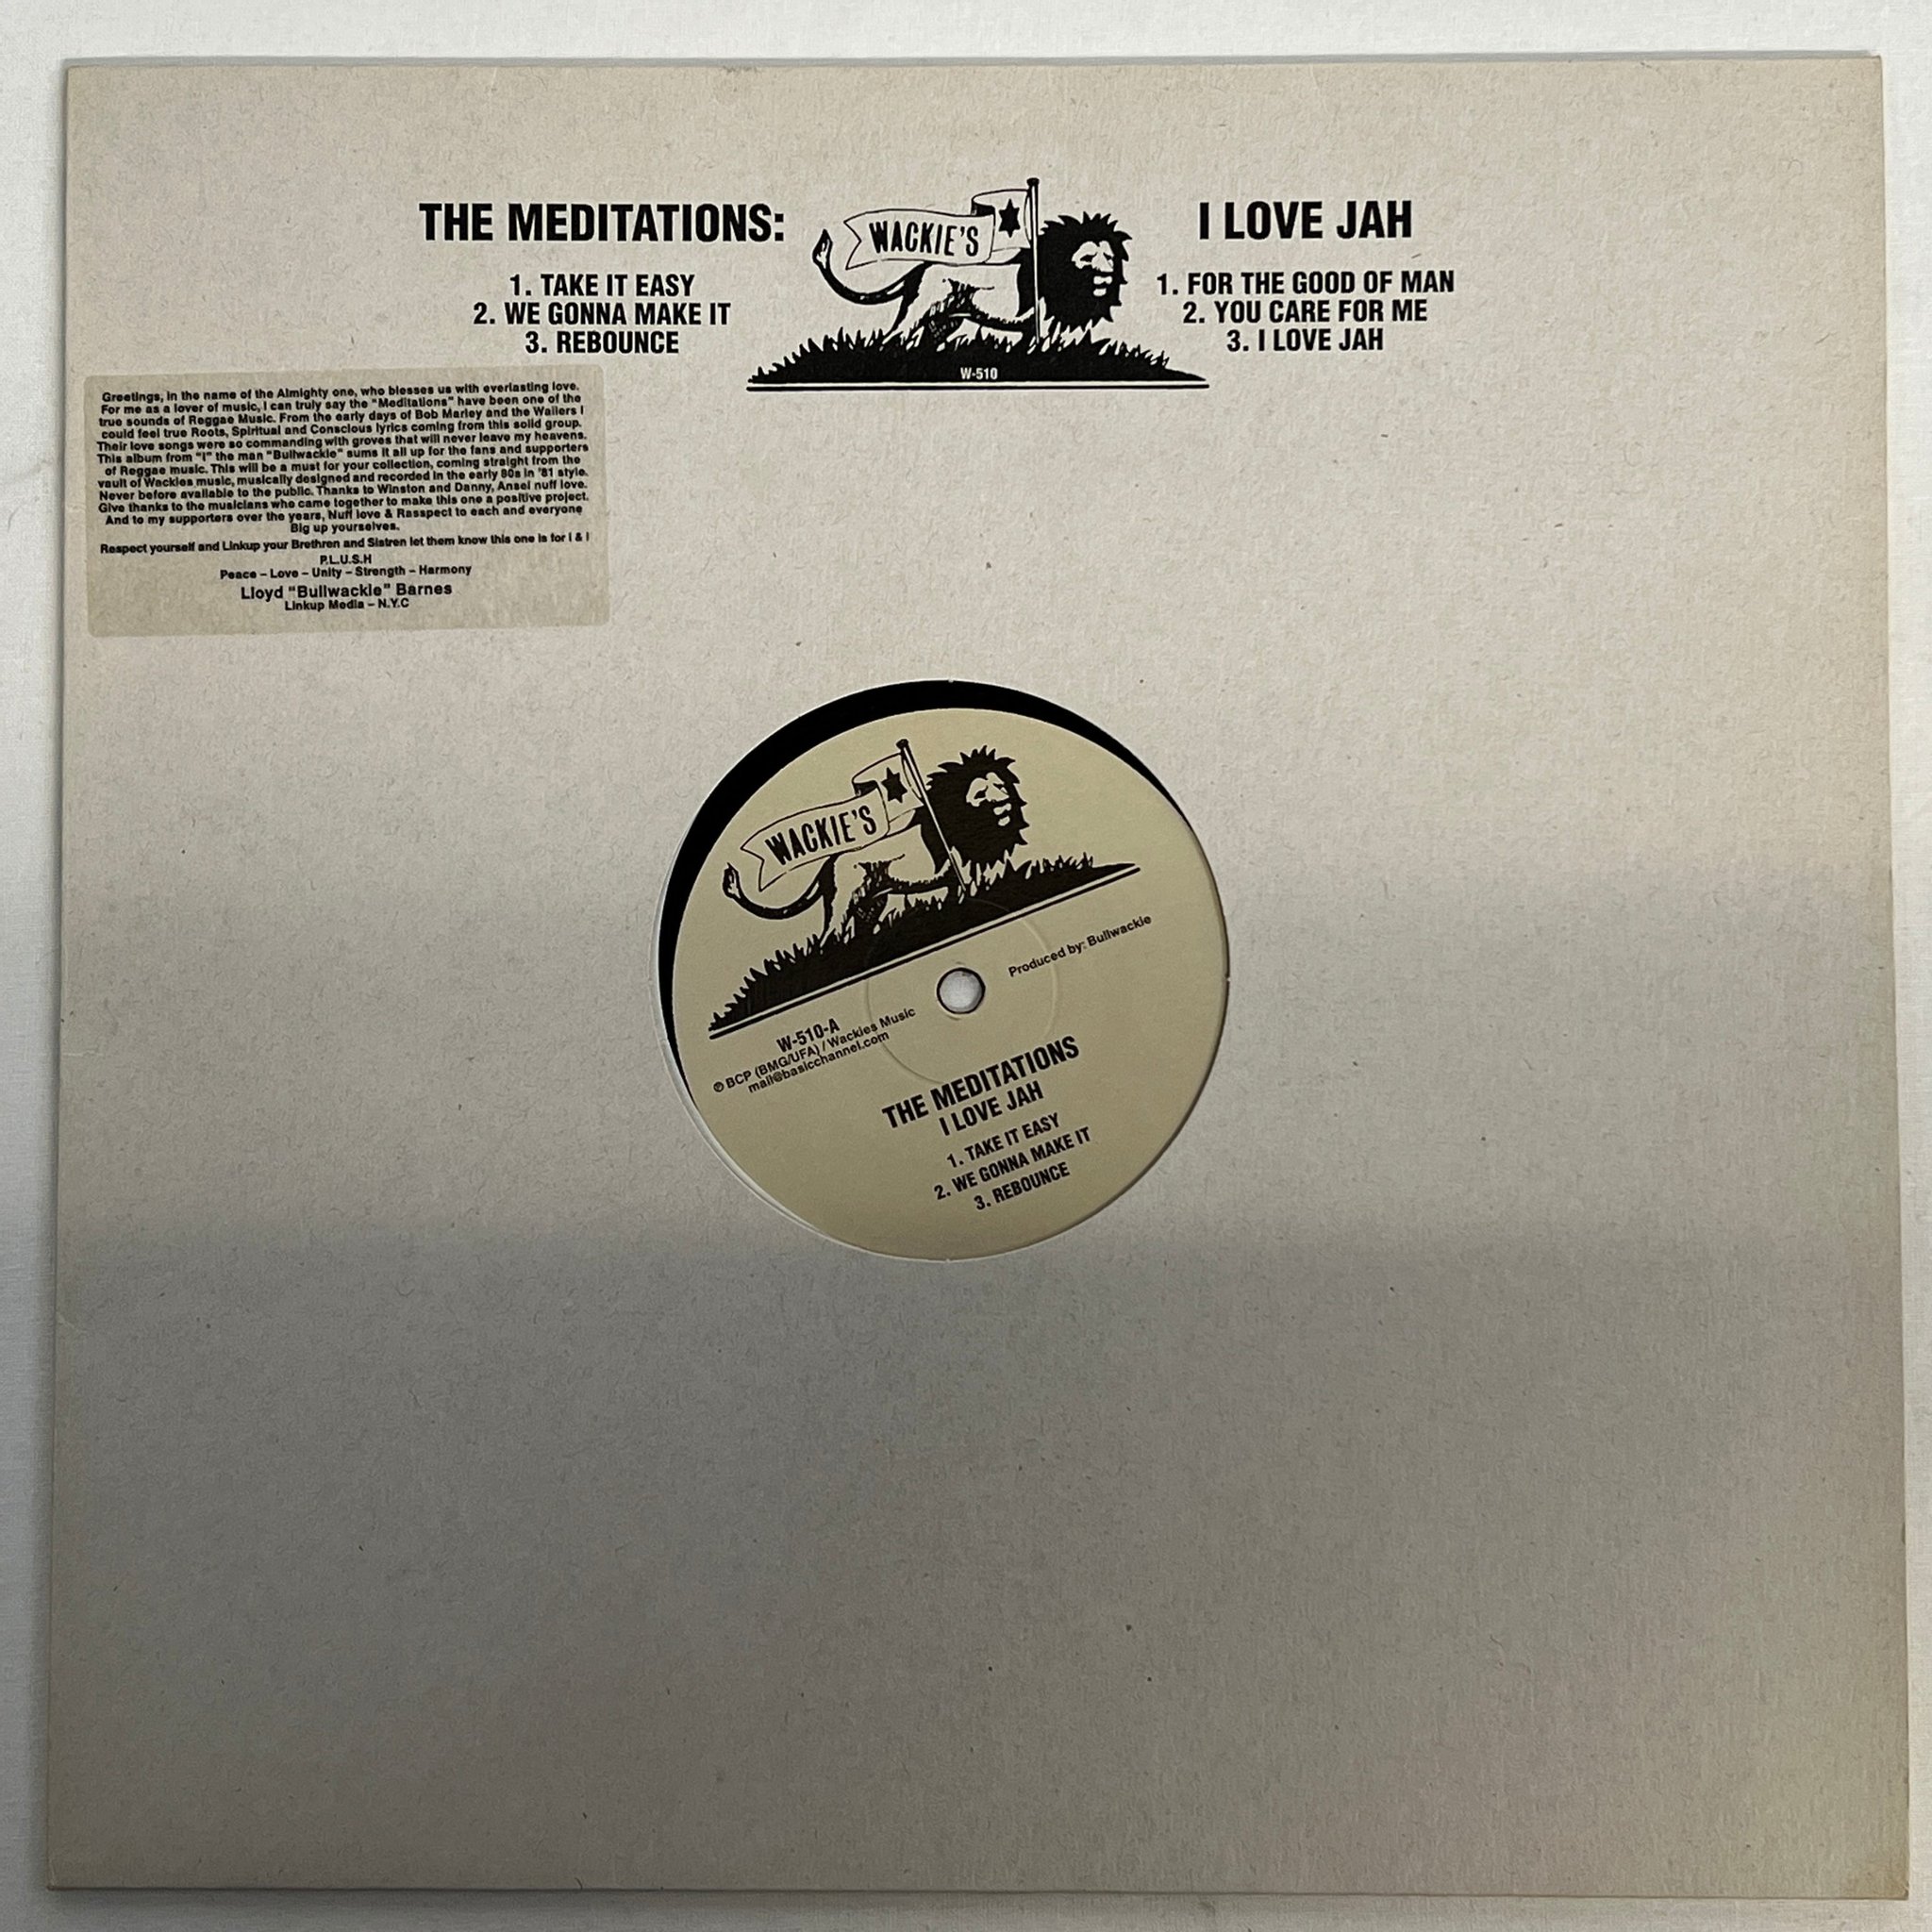 THE MEDITATIONS:
1. TAKE IT EASY
2. WE GONNA MAKE IT
3. REBOUNCE
WACKIE'S
W-510
I LOVE JAH
1. FOR THE GOOD OF MAN
2. YOU CARE FOR ME
3. I LOVE JAH
Greetings, in the name of the Almighty one, who blesses us with everlasting love.
For me as a lover of music, I can truly say the "Meditations" have been one of the
true sounds of Reggae Music. From the early days of Bob Marley and the Wailers I
could feel true Roots, Spiritual and Conscious lyrics coming from this solid group.
Their love songs were so commanding with groves that will never leave my heavens.
This album from "I" the man "Bullwackie" sums it all up for the fans and supporters
of Reggae music. This will be a must for your collection, coming straight from the
vault of Wackies music, musically designed and recorded in the early 80s in '81 style.
Never before available to the public. Thanks to Winston and Danny, Ansel nuff love.
Give thanks to the musicians who came together to make this one a positive project.
And to my supporters over the years, Nuff love & Rasspect to each and everyone
Big up yourselves.
Respect yourself and Linkup your Brethren and Sistren let them know this one is for I & I
P.L.U.S.H
Peace – Love – Unity – Strength – Harmony
Lloyd "Bullwackie" Barnes
Linkup Media – N.Y.C
WACKIE'S
Produced by: Bullwackie
W-510-A
℗ BCP (BMG/UFA) / Wackies Music
mail@basicchannel.com
THE MEDITATIONS
I LOVE JAH
1. TAKE IT EASY
2. WE GONNA MAKE IT
3. REBOUNCE